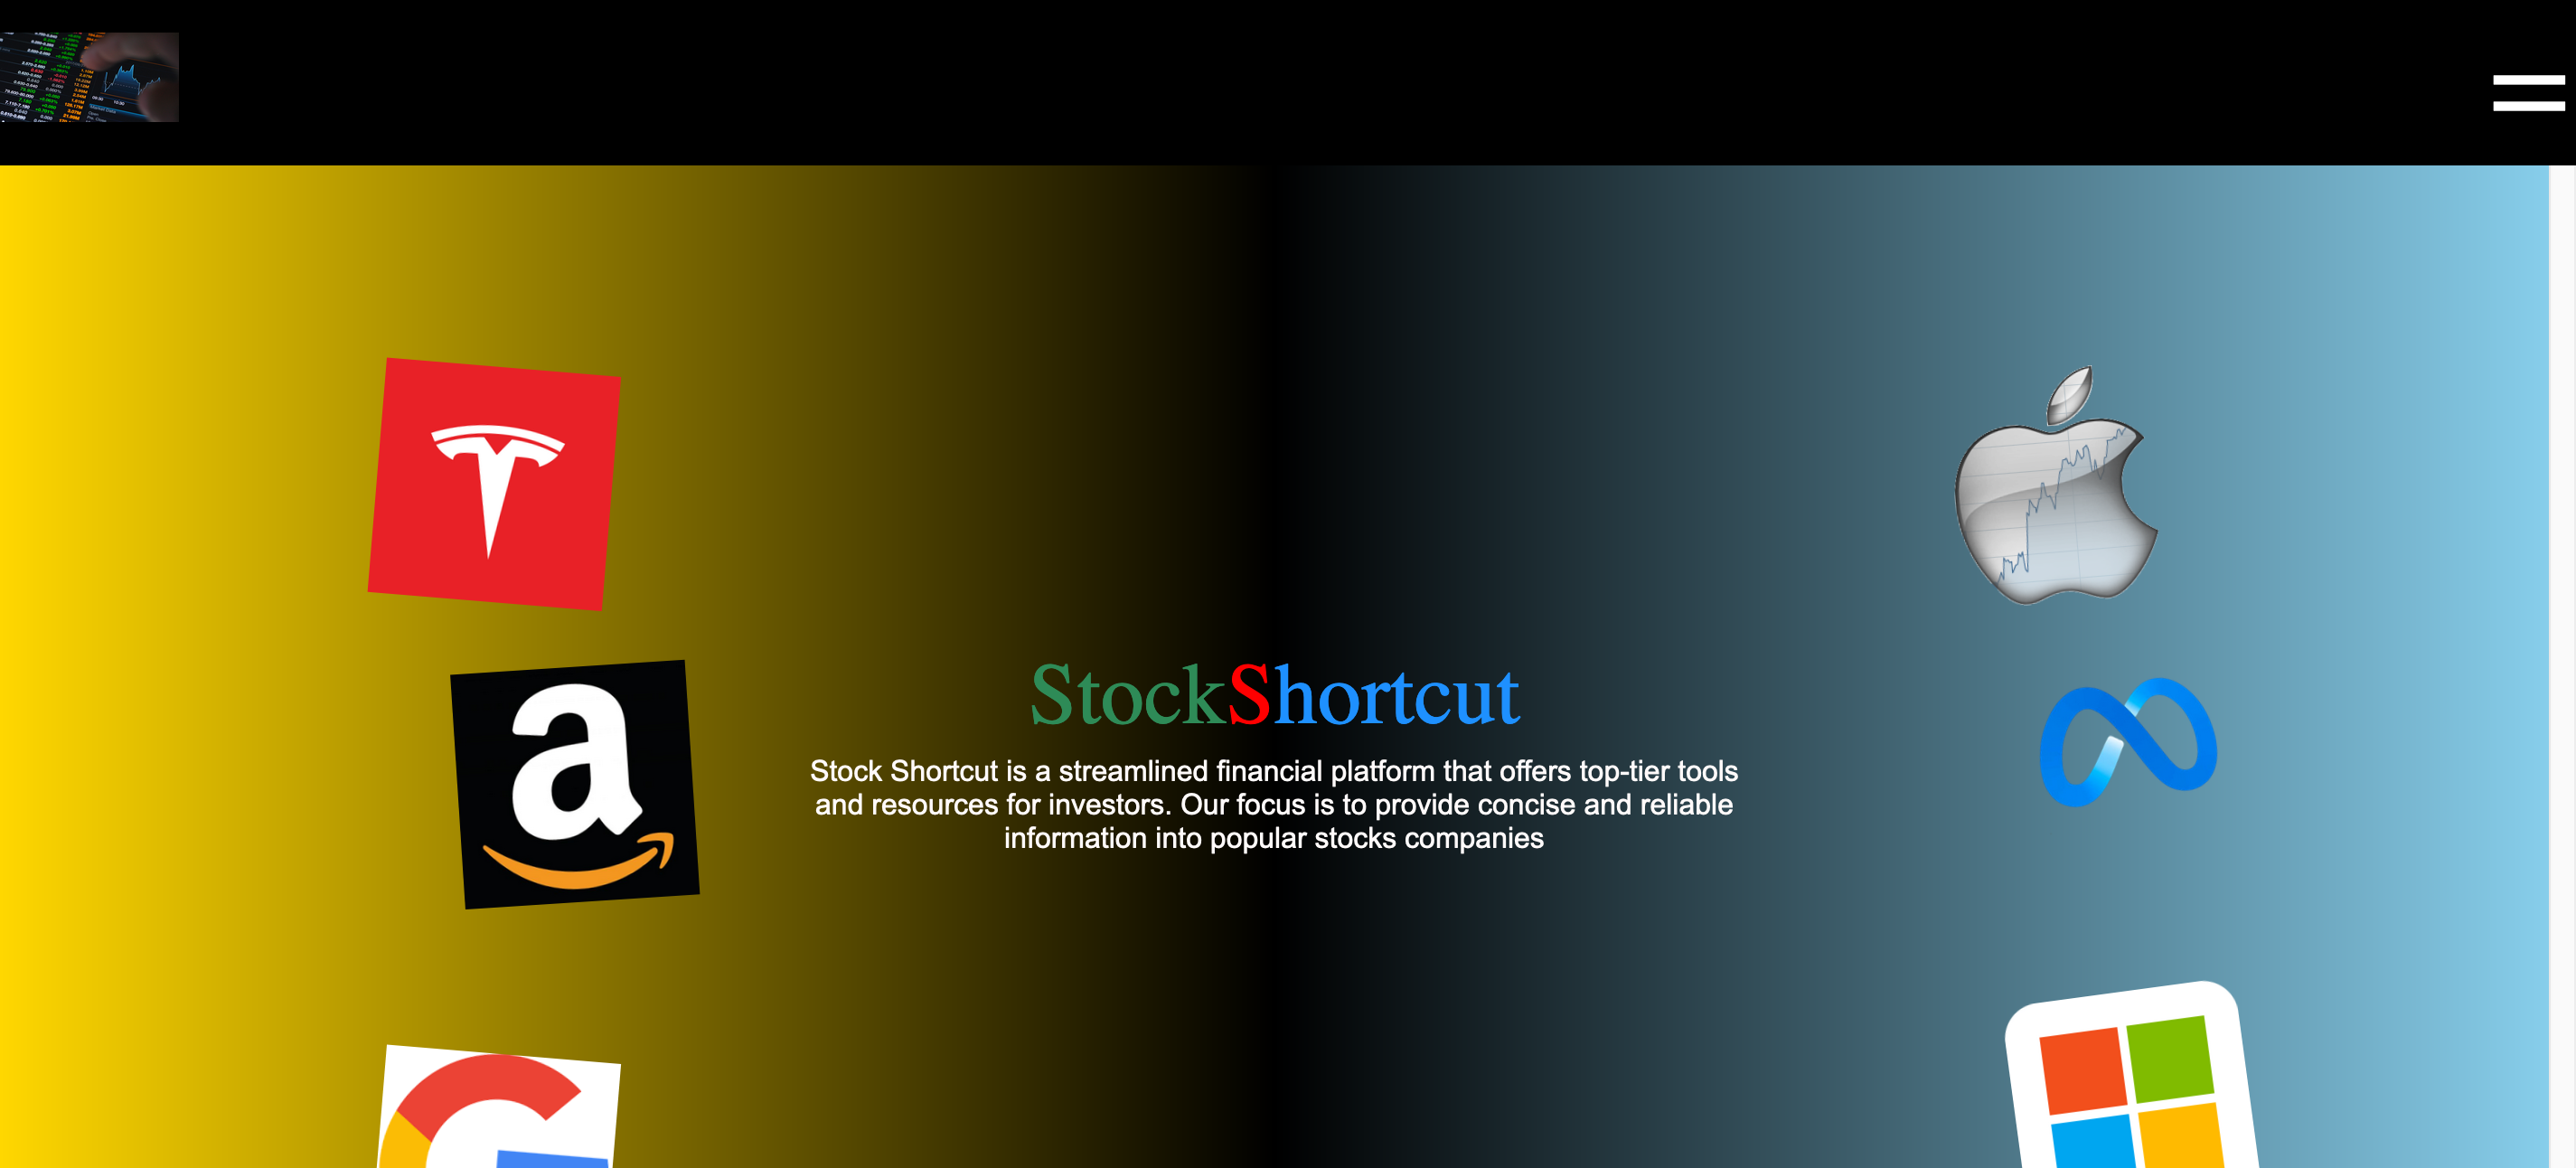 StockShortcut
Stock Shortcut is a streamlined financial platform that offers top-tier tools
and resources for investors. Our focus is to provide concise and reliable
information into popular stocks companies